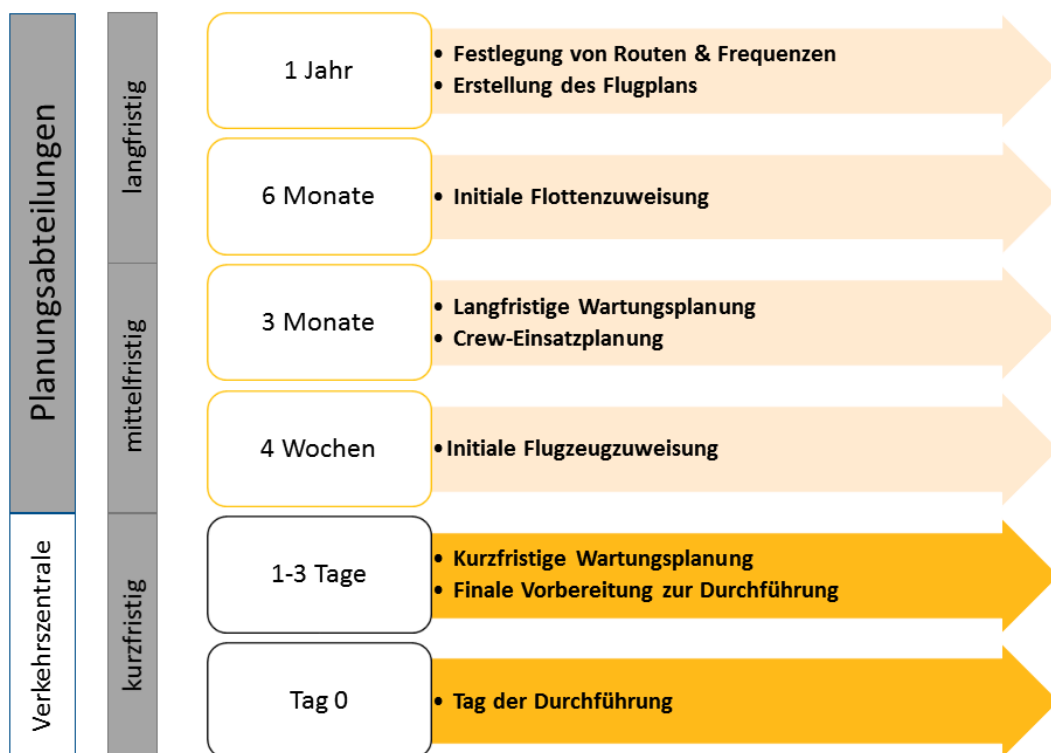 Planungsabteilungen
langfristig
1 Jahr
• Festlegung von Routen & Frequenzen
• Erstellung des Flugplans
6 Monate
• Initiale Flottenzuweisung
mittelfristig
3 Monate
• Langfristige Wartungsplanung
• Crew-Einsatzplanung
4 Wochen
• Initiale Flugzeugzuweisung
Verkehrszentrale
kurzfristig
1-3 Tage
• Kurzfristige Wartungsplanung
• Finale Vorbereitung zur Durchführung
Tag 0
• Tag der Durchführung